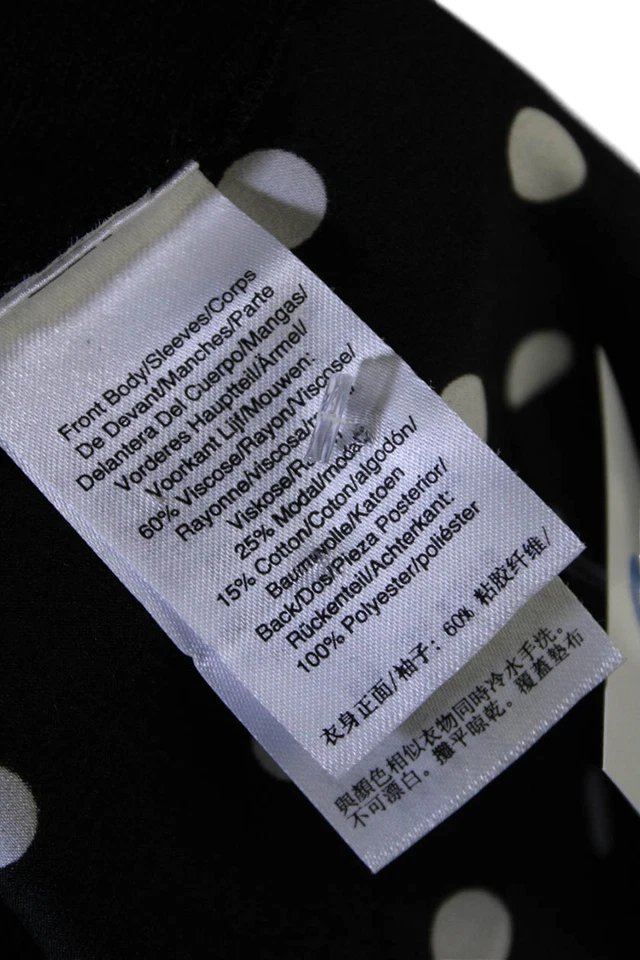 Front Body/Sleeves/Corps
De Devant/Manches/Parte
Delantera Del Cuerpo/Mangas/
Vorderes Hauptteil/Ärmel/
Voorkant Lijf/Mouwen:
60% Viscose/Rayon/Viscose/
Rayonne/viscosa/
Viskose/
25% Modal/modal/
15% Cotton/Coton/algodón/
Baumwolle/Katoen
Back/Dos/Pieza Posterior/
Rückenteil/Achterkant:
100% Polyester/poliéster
衣身正面/袖子: 60% 粘胶纤维/
與顏色相似衣物同時冷水手洗。
不可漂白。攤平晾乾。覆蓋墊布